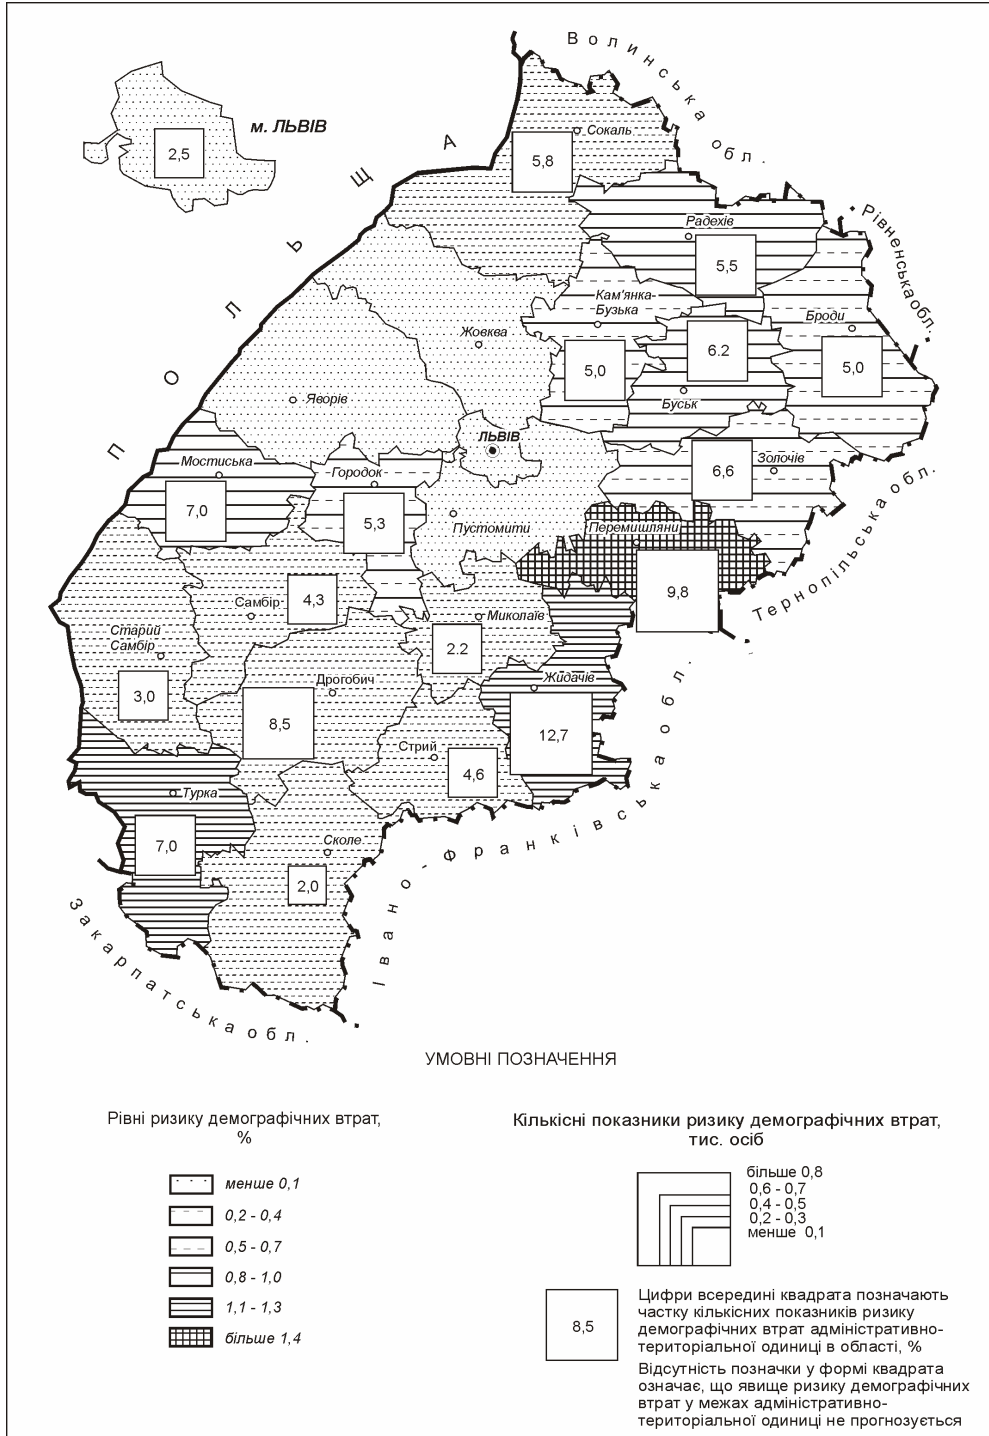 Волинська обл.
м. ЛЬВІВ
2,5
ПОЛЬЩА
Сокаль
5,8
Рівненська обл.
Радехів
5,5
Кам'янка-
Бузька
5,0
6.2
Буськ
Броди
5,0
Жовква
Яворів
ЛЬВІВ
Мостиська
7,0
Городок
5,3
Пустомити
Золочів
6,6
Перемишляни
9,8
Тернопільська обл.
Самбір
4,3
Миколаїв
2.2
Старий
Самбір
3,0
Дрогобич
8,5
Жидачів
12,7
Стрий
4,6
Турка
7,0
Сколе
2,0
Івано-Франківська обл.
Закарпатська обл.
УМОВНІ ПОЗНАЧЕННЯ
Рівні ризику демографічних втрат,
%
менше 0,1
0,2 - 0,4
0,5 - 0,7
0,8 - 1,0
1,1 - 1,3
більше 1,4
Кількісні показники ризику демографічних втрат,
тис. осіб
більше 0,8
0,6 - 0,7
0,4 - 0,5
0,2 - 0,3
менше 0,1
8,5
Цифри всередині квадрата позначають
частку кількісних показників ризику
демографічних втрат адміністративно-
територіальної одиниці в області, %
Відсутність позначки у формі квадрата
означає, що явище ризику демографічних
втрат у межах адміністративно-
територіальної одиниці не прогнозується